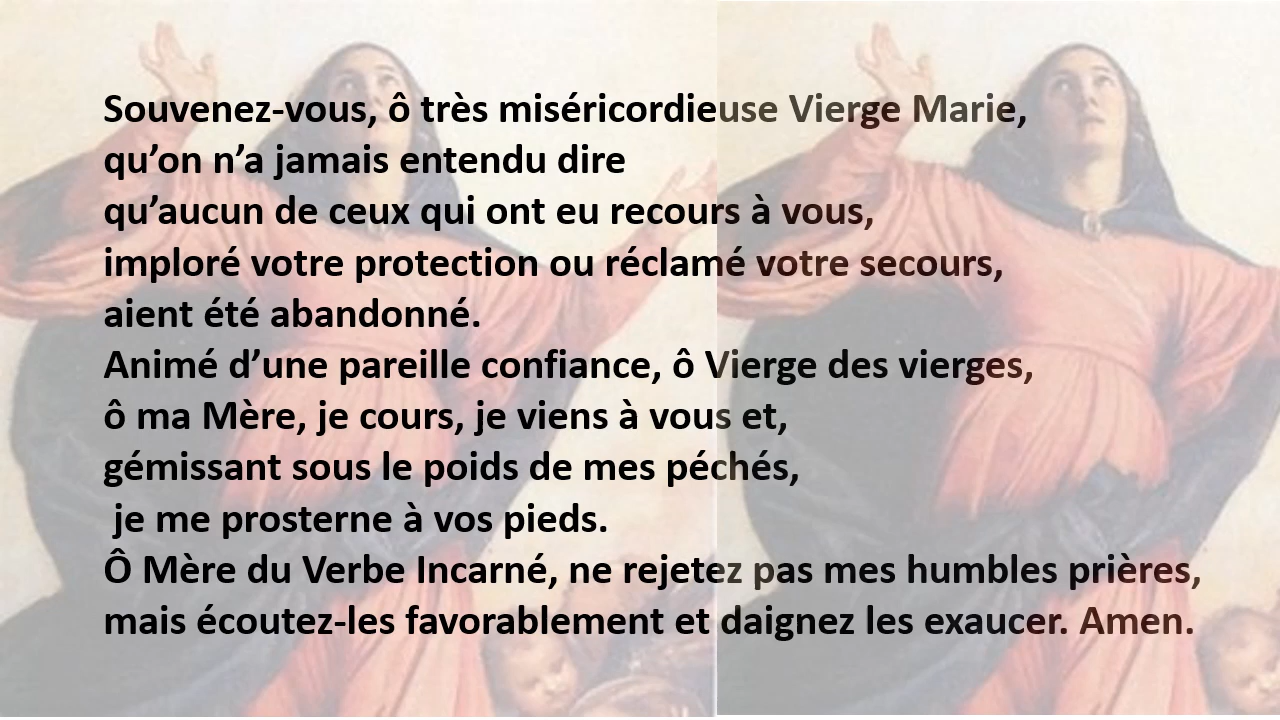 Souvenez-vous, ô très miséricordieuse Vierge Marie,
qu’on n’a jamais entendu dire
qu’aucun de ceux qui ont eu recours à vous,
imploré votre protection ou réclamé votre secours,
aient été abandonné.
Animé d’une pareille confiance, ô Vierge des vierges,
ô ma Mère, je cours, je viens à vous et,
gémissant sous le poids de mes péchés,
je me prosterne à vos pieds.
Ô Mère du Verbe Incarné, ne rejetez pas mes humbles prières,
mais écoutez-les favorablement et daignez les exaucer. Amen.